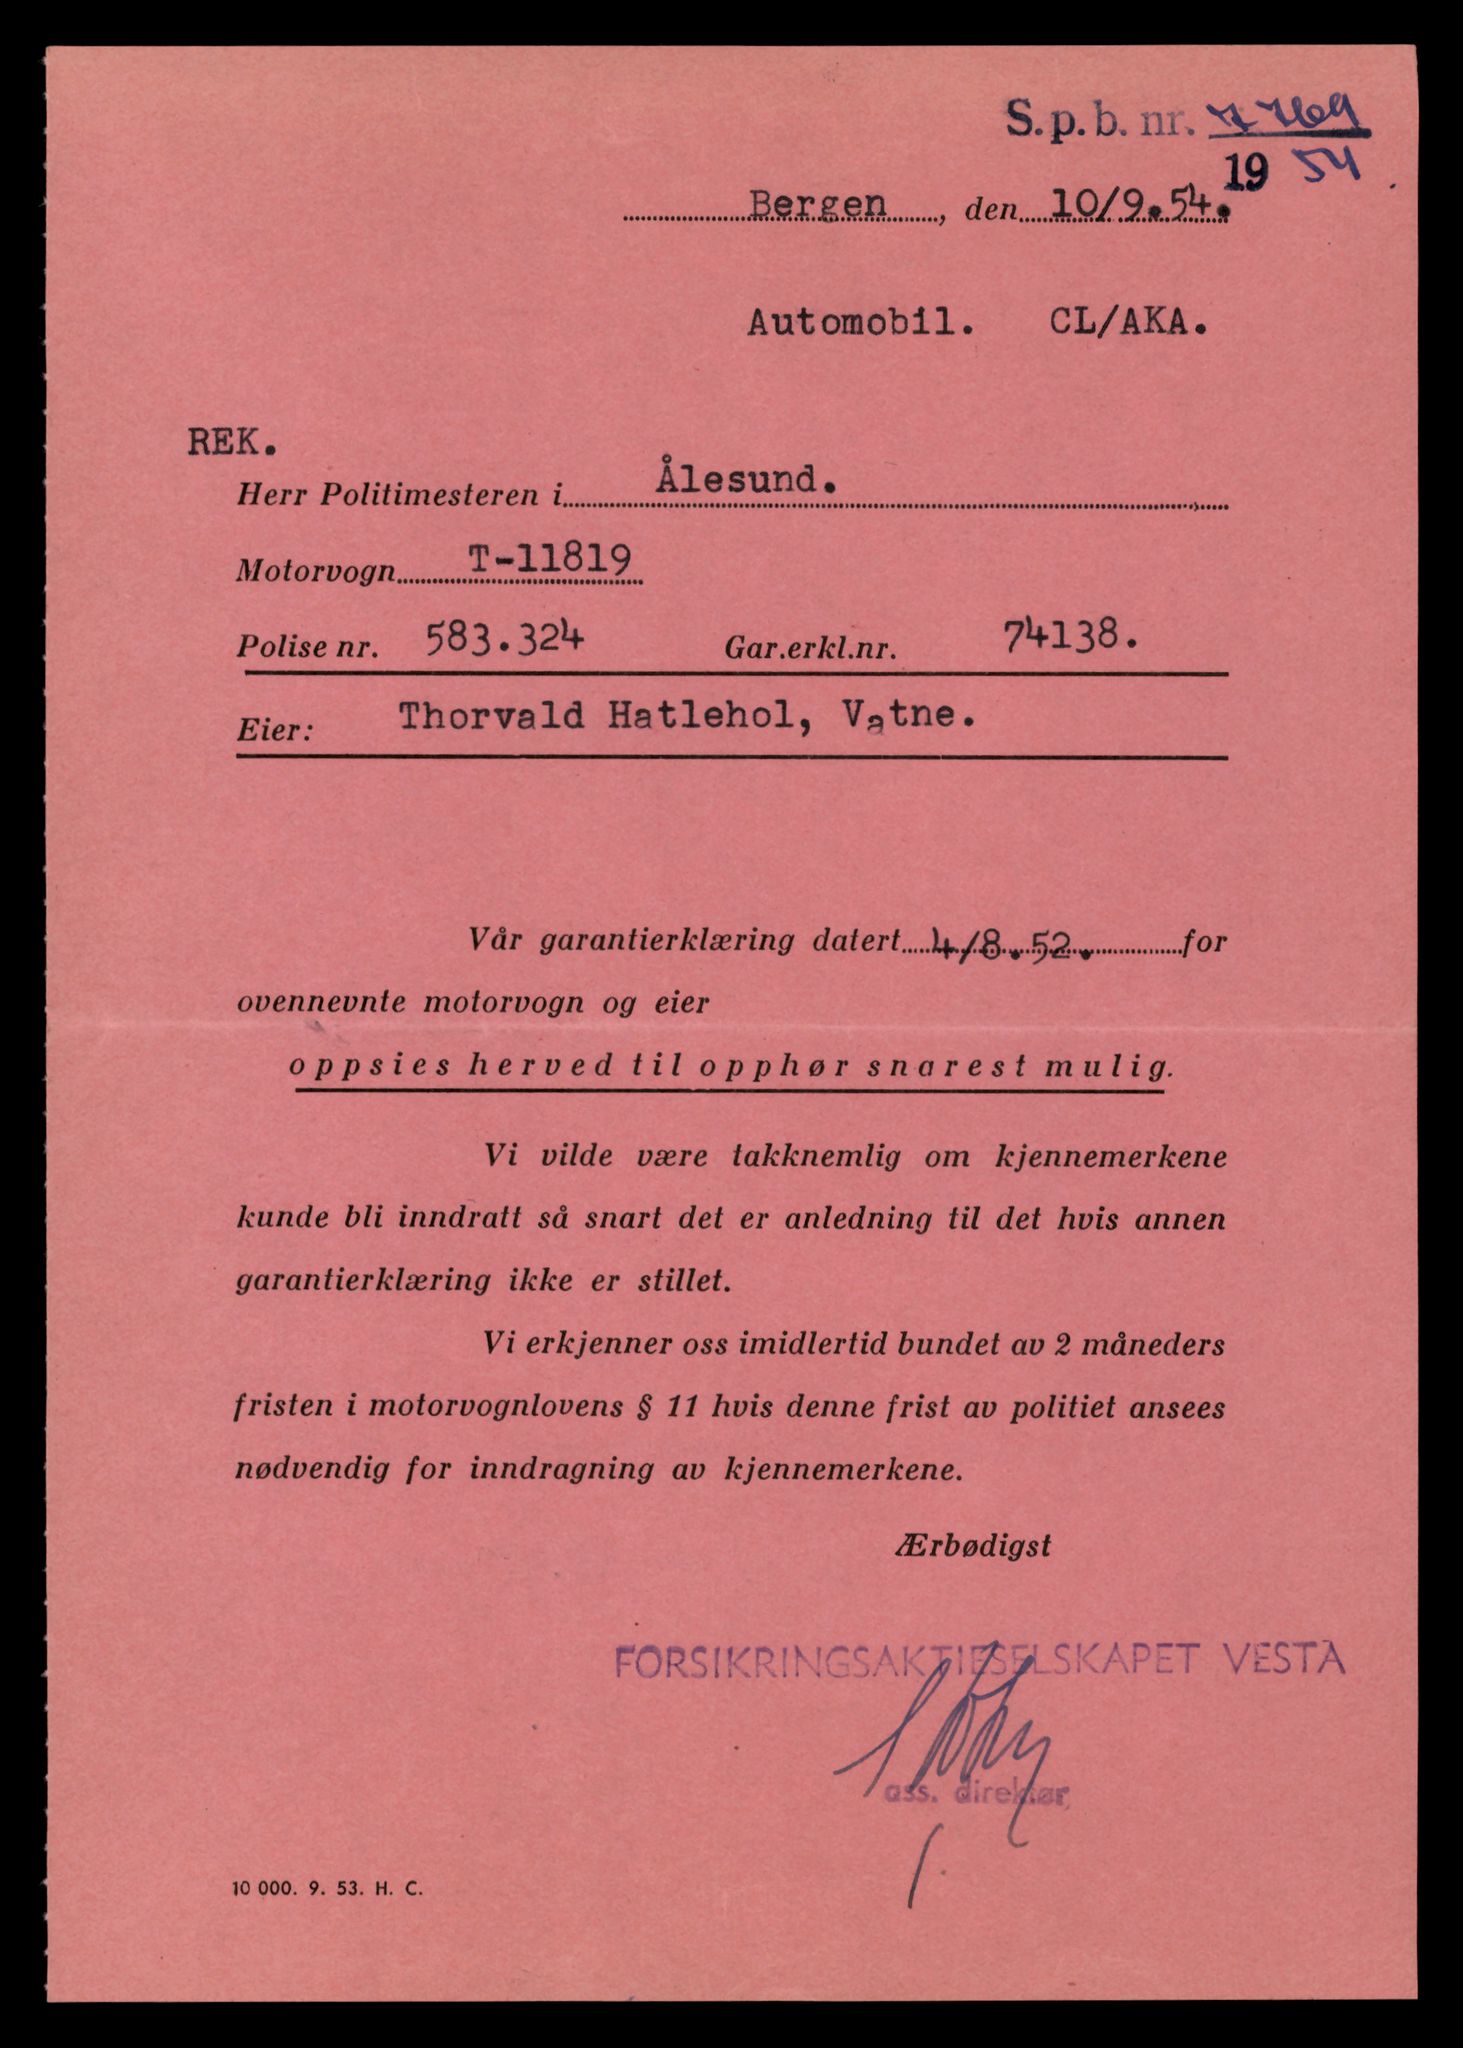 S.p.b. nr. 7769
19 54
Bergen, den 10/9.54.
Automobil. CL/AKA.
REK.
Herr Politimesteren i Ålesund.
Motorvogn T-11819
Polise nr. 583.324 Gar.erkl.nr. 74138.
Eier: Thorvald Hatlehol, Vatne.
Vår garantierklæring datert 4/8.52. for
ovennevnte motorvogn og eier
oppsies herved til opphør snarest mulig.
Vi vilde være takknemlig om kjennemerkene
kunde bli inndratt så snart det er anledning til det hvis annen
garantierklæring ikke er stillet.
Vi erkjenner oss imidlertid bundet av 2 måneders
fristen i motorvognlovens § 11 hvis denne frist av politiet ansees
nødvendig for inndragning av kjennemerkene.
Ærbødigst
FORSIKRINGSAKTIESELSKAPET VESTA
ass. direktør
10 000. 9. 53. H. C.